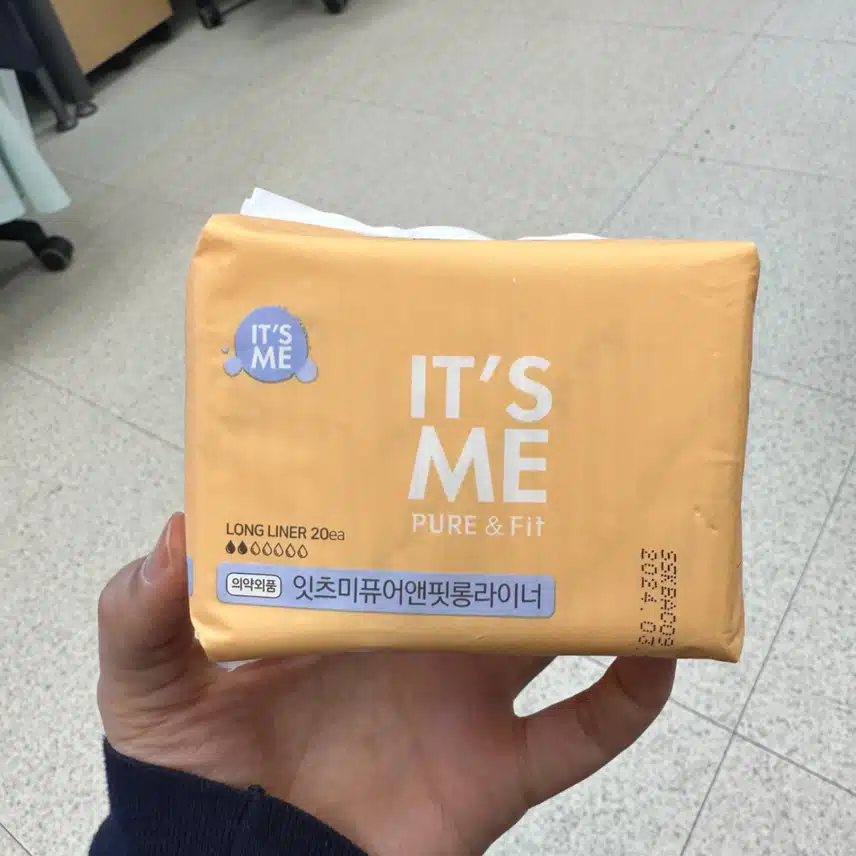 IT'S
ME
IT'S
ME
PURE & Fit
LONG LINER 20ea
의약외품 잇츠미퓨어앤핏롱라이너
2024. 03.